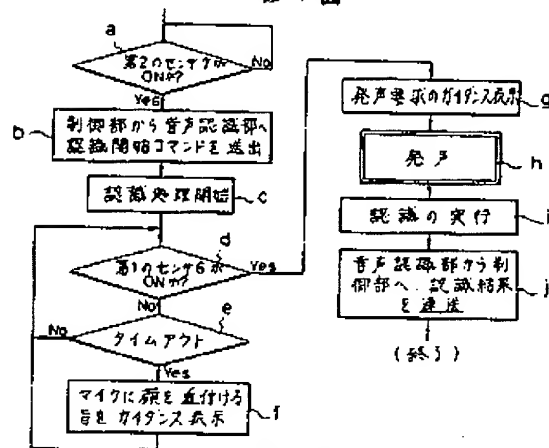 a
第2のセンサ7が
ONか?
No
Yes
b
制御部から音声認識部へ
認識開始コマンドを送出
認識処理開始
c
d
第1のセンサ6が
ONか?
Yes
No
e
No
タイムアウト
Yes
マイクに顔を近付ける
旨をガイダンス表示
f
発声要求のガイダンス表示
g
発声
h
認識の実行
i
音声認識部から制
御部へ、認識結果
を
j
(終了)